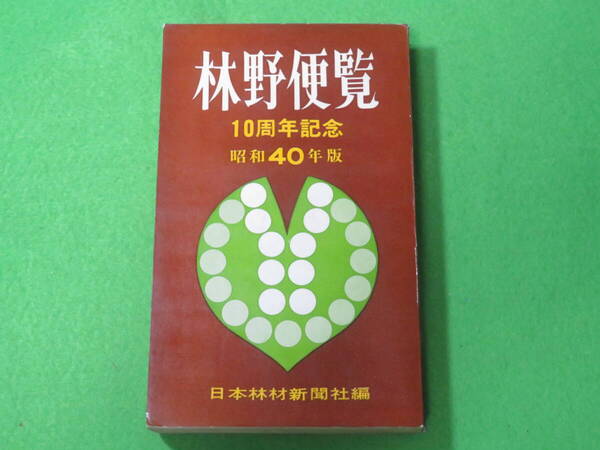 林野便覧
10周年記念
昭和40年版
日本林材新聞社編